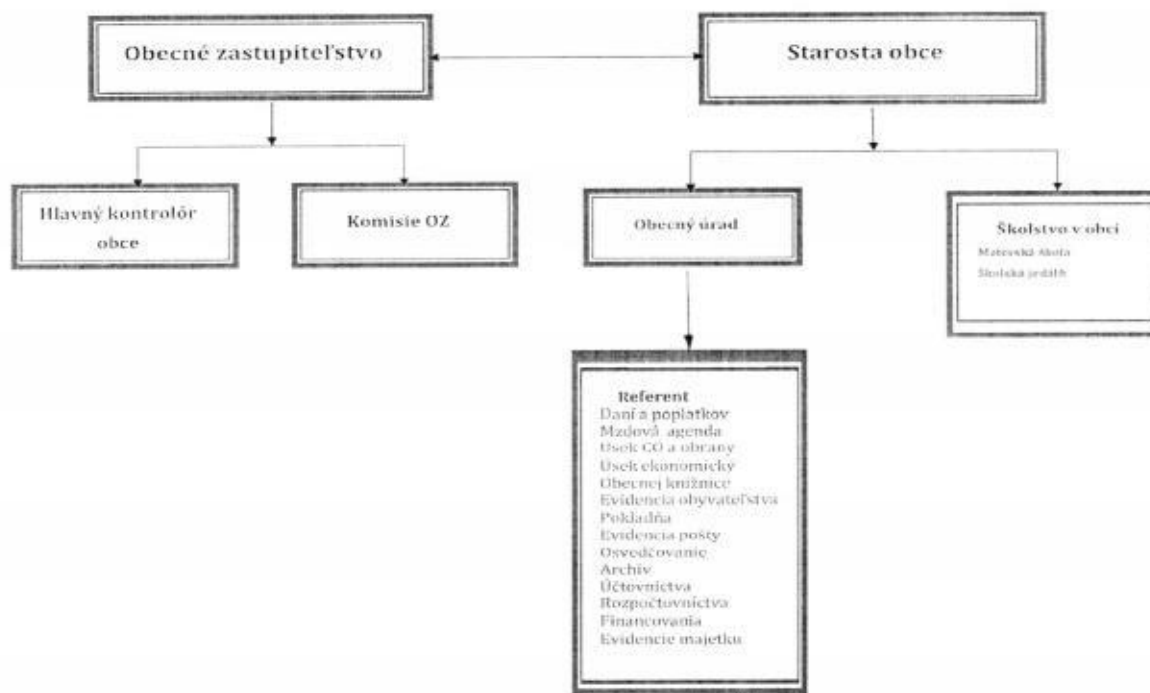 Obecné zastupiteľstvo
Starosta obce
Hlavný kontrolór
obce
Komisie OZ
Obecný úrad
Školstvo v obci
Materská škola
Školská jedáleň
Referent
Daní a poplatkov
Mzdová agenda
Úsek CO a obrany
Úsek ekonomický
Obecnej knižnice
Evidencia obyvateľstva
Pokladňa
Evidencia pošty
Osvedčovanie
Archív
Účtovníctva
Rozpočtovníctva
Financovania
Evidencie majetku